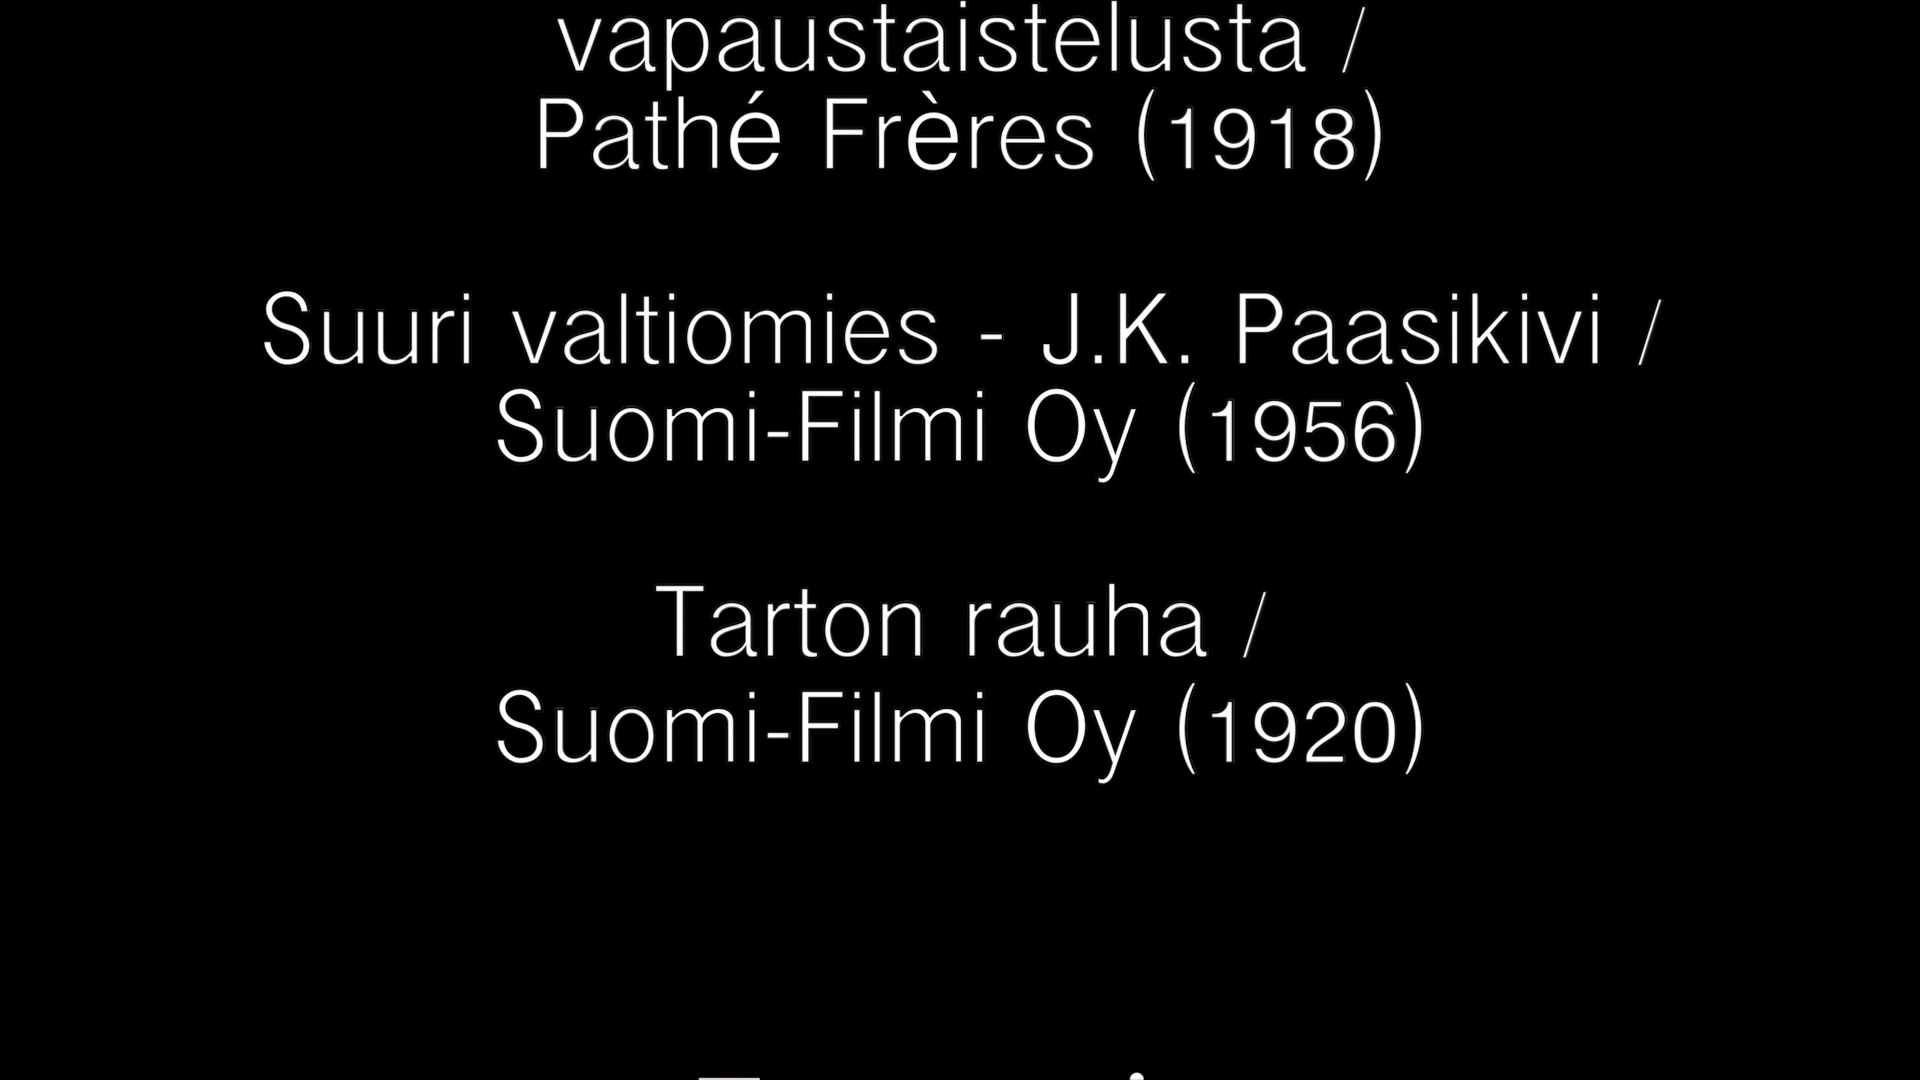 vapaustaistelusta /
Pathé Frères (1918)
Suuri valtiomies - J.K. Paasikivi /
Suomi-Filmi Oy (1956)
Tarton rauha /
Suomi-Filmi Oy (1920)